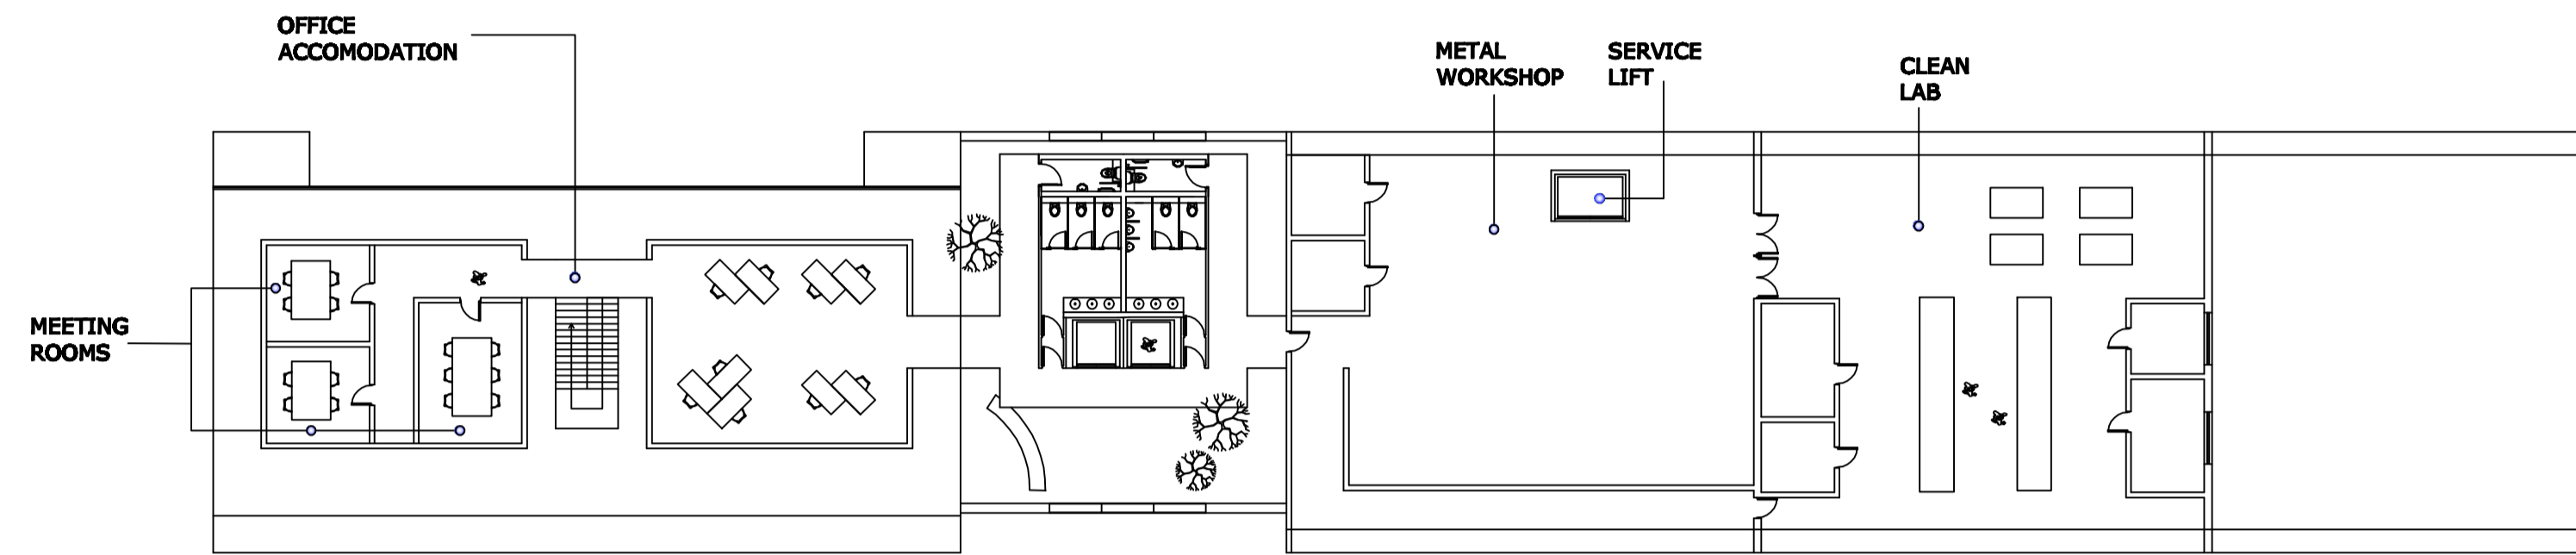 OFFICE
ACCOMODATION
METAL
WORKSHOP
SERVICE
LIFT
CLEAN
LAB
MEETING
ROOMS